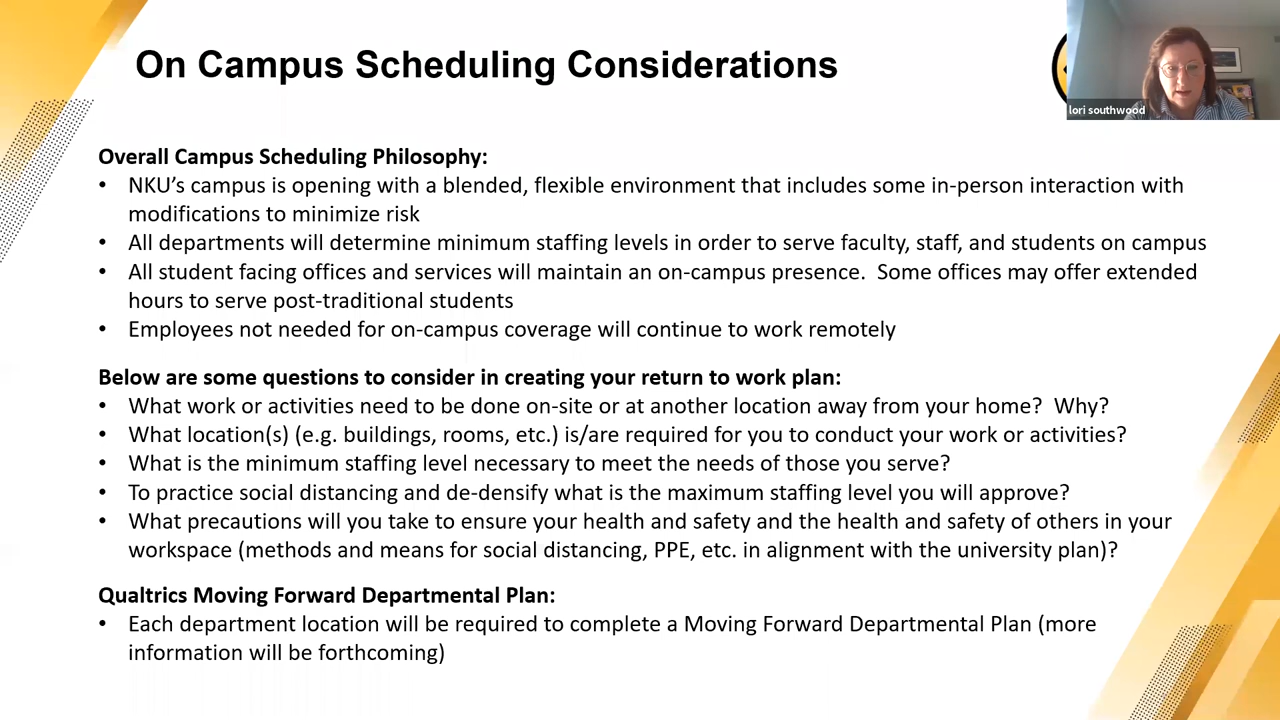 On Campus Scheduling Considerations
lori southwood
Overall Campus Scheduling Philosophy:
• NKU’s campus is opening with a blended, flexible environment that includes some in-person interaction with
modifications to minimize risk
• All departments will determine minimum staffing levels in order to serve faculty, staff, and students on campus
• All student facing offices and services will maintain an on-campus presence.  Some offices may offer extended
hours to serve post-traditional students
• Employees not needed for on-campus coverage will continue to work remotely
Below are some questions to consider in creating your return to work plan:
• What work or activities need to be done on-site or at another location away from your home?  Why?
• What location(s) (e.g. buildings, rooms, etc.) is/are required for you to conduct your work or activities?
• What is the minimum staffing level necessary to meet the needs of those you serve?
• To practice social distancing and de-densify what is the maximum staffing level you will approve?
• What precautions will you take to ensure your health and safety and the health and safety of others in your
workspace (methods and means for social distancing, PPE, etc. in alignment with the university plan)?
Qualtrics Moving Forward Departmental Plan:
• Each department location will be required to complete a Moving Forward Departmental Plan (more
information will be forthcoming)